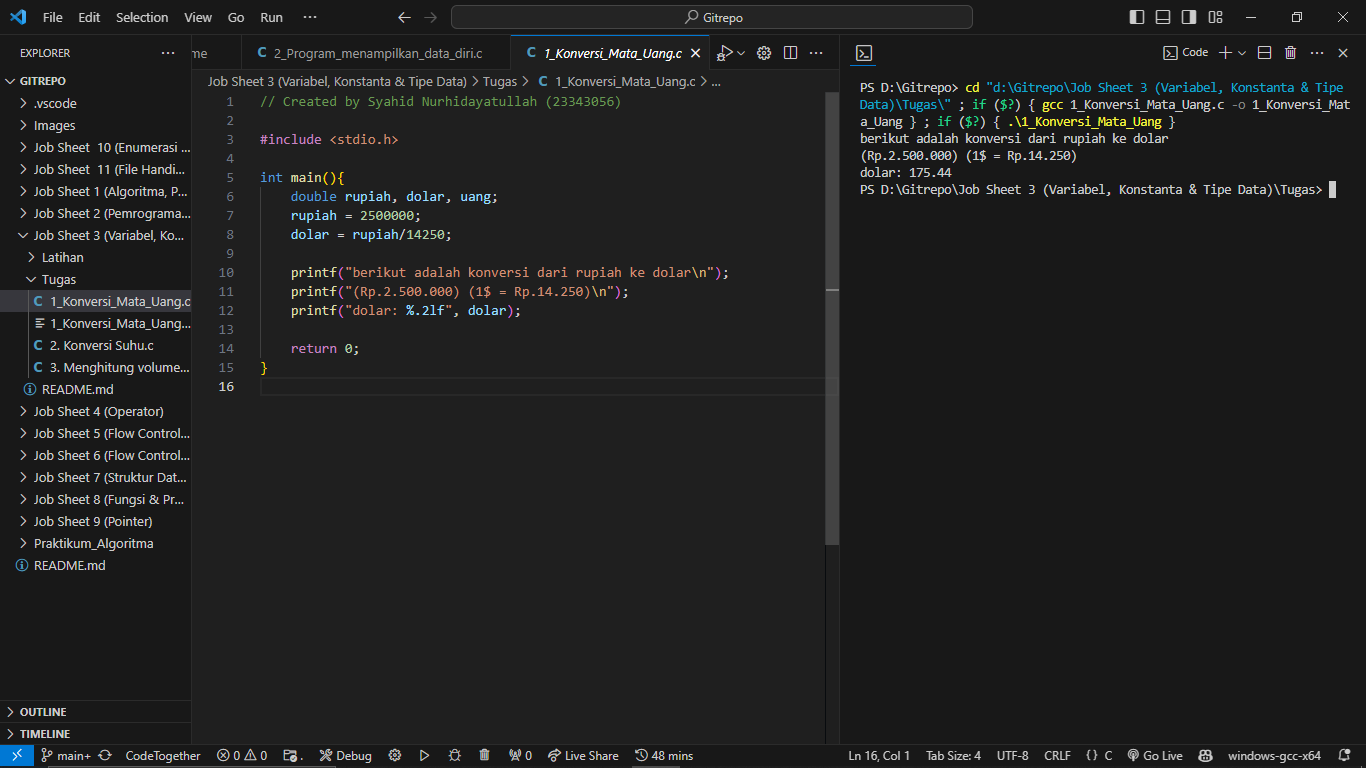 File Edit Selection View Go Run ··· Gitrepo
EXPLORER ···
GITREPO
.vscode
Images
Job Sheet  10 (Enumerasi ...
Job Sheet  11 (File Handi...
Job Sheet 1 (Algoritma, P...
Job Sheet 2 (Pemrograma...
Job Sheet 3 (Variabel, Ko...
Latihan
Tugas
1_Konversi_Mata_Uang.c
1_Konversi_Mata_Uang...
2. Konversi Suhu.c
3. Menghitung volume...
README.md
Job Sheet 4 (Operator)
Job Sheet 5 (Flow Control...
Job Sheet 6 (Flow Control...
Job Sheet 7 (Struktur Dat...
Job Sheet 8 (Fungsi & Pr...
Job Sheet 9 (Pointer)
Praktikum_Algoritma
README.md
OUTLINE
TIMELINE
me C 2_Program_menampilkan_data_diri.c C 1_Konversi_Mata_Uang.c
Job Sheet 3 (Variabel, Konstanta & Tipe Data) > Tugas > C 1_Konversi_Mata_Uang.c > ...
1 // Created by Syahid Nurhidayatullah (23343056)
2
3 #include <stdio.h>
4
5 int main(){
6     double rupiah, dolar, uang;
7     rupiah = 2500000;
8     dolar = rupiah/14250;
9
10     printf("berikut adalah konversi dari rupiah ke dolar\n");
11     printf("(Rp.2.500.000) (1$ = Rp.14.250)\n");
12     printf("dolar: %.2lf", dolar);
13
14     return 0;
15 }
16
Code
PS D:\Gitrepo> cd "d:\Gitrepo\Job Sheet 3 (Variabel, Konstanta & Tipe
Data)\Tugas\" ; if ($?) { gcc 1_Konversi_Mata_Uang.c -o 1_Konversi_Mat
a_Uang } ; if ($?) { .\1_Konversi_Mata_Uang }
berikut adalah konversi dari rupiah ke dolar
(Rp.2.500.000) (1$ = Rp.14.250)
dolar: 175.44
PS D:\Gitrepo\Job Sheet 3 (Variabel, Konstanta & Tipe Data)\Tugas>
main+ CodeTogether 0 0 Debug 0 Live Share 48 mins Ln 16, Col 1 Tab Size: 4 UTF-8 CRLF {} C Go Live windows-gcc-x64